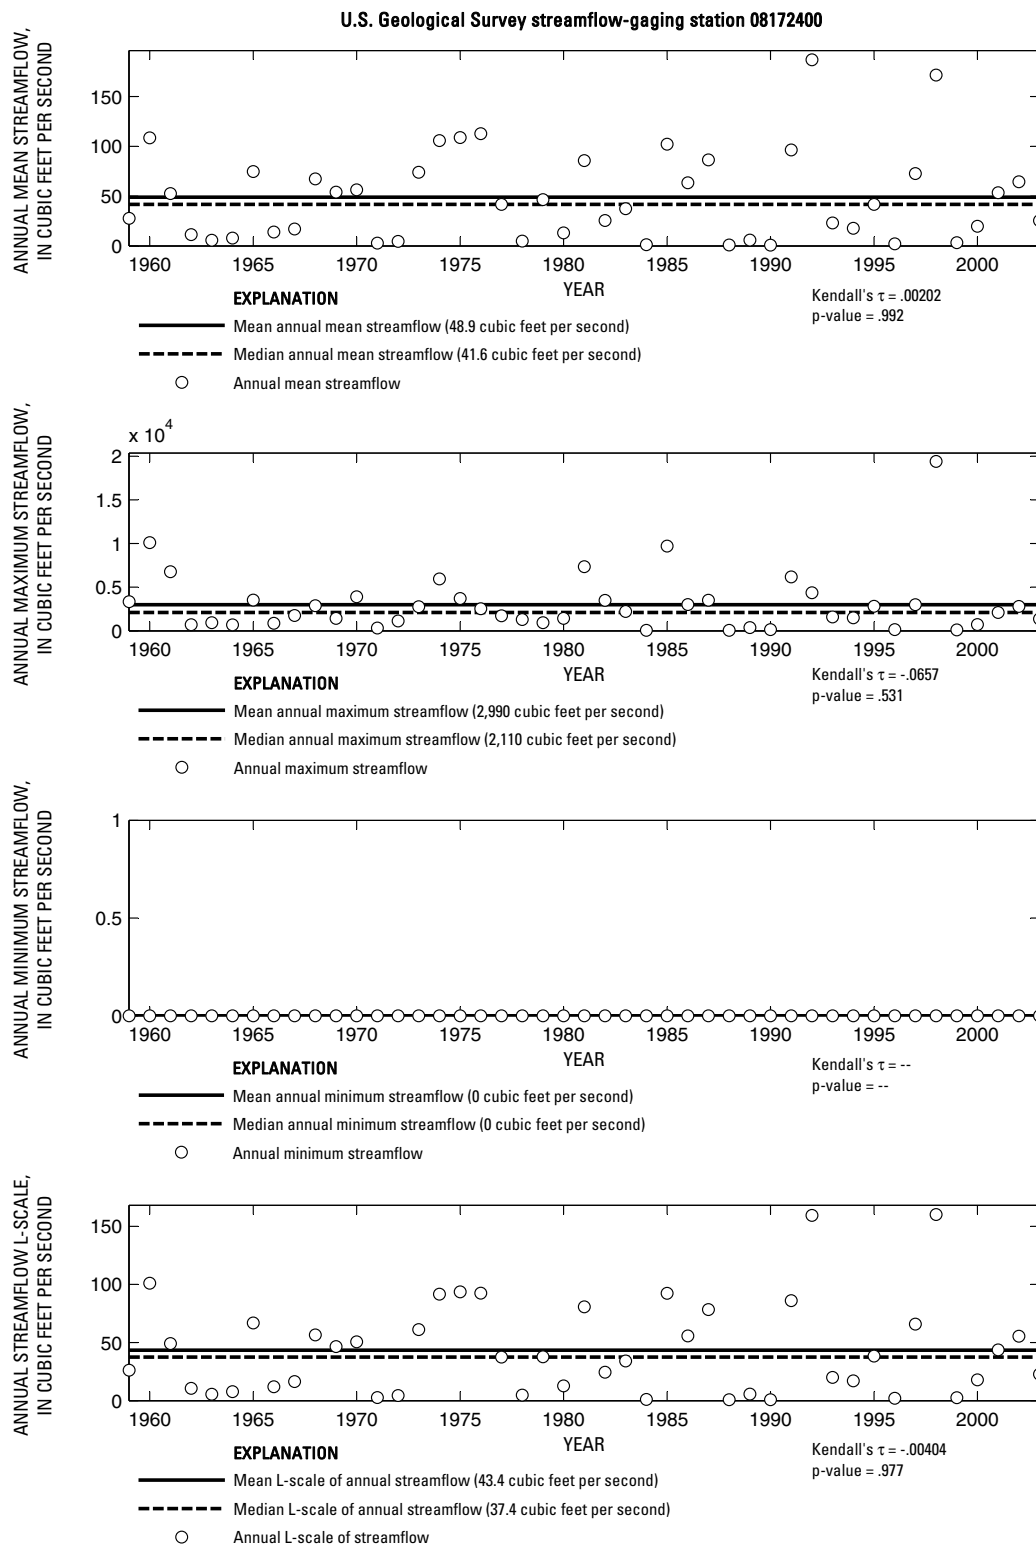 U.S. Geological Survey streamflow-gaging station 08172400
ANNUAL MEAN STREAMFLOW,
IN CUBIC FEET PER SECOND
150
100
50
0
1960 1965 1970 1975 1980 1985 1990 1995 2000
YEAR
Kendall's τ = .00202
p-value = .992
EXPLANATION
Mean annual mean streamflow (48.9 cubic feet per second)
Median annual mean streamflow (41.6 cubic feet per second)
Annual mean streamflow
ANNUAL MAXIMUM STREAMFLOW,
IN CUBIC FEET PER SECOND
x 10^4
2
1.5
1
0.5
0
1960 1965 1970 1975 1980 1985 1990 1995 2000
YEAR
Kendall's τ = -.0657
p-value = .531
EXPLANATION
Mean annual maximum streamflow (2,990 cubic feet per second)
Median annual maximum streamflow (2,110 cubic feet per second)
Annual maximum streamflow
ANNUAL MINIMUM STREAMFLOW,
IN CUBIC FEET PER SECOND
1
0.5
0
1960 1965 1970 1975 1980 1985 1990 1995 2000
YEAR
Kendall's τ = --
p-value = --
EXPLANATION
Mean annual minimum streamflow (0 cubic feet per second)
Median annual minimum streamflow (0 cubic feet per second)
Annual minimum streamflow
ANNUAL STREAMFLOW L-SCALE,
IN CUBIC FEET PER SECOND
150
100
50
0
1960 1965 1970 1975 1980 1985 1990 1995 2000
YEAR
Kendall's τ = -.00404
p-value = .977
EXPLANATION
Mean L-scale of annual streamflow (43.4 cubic feet per second)
Median L-scale of annual streamflow (37.4 cubic feet per second)
Annual L-scale of streamflow